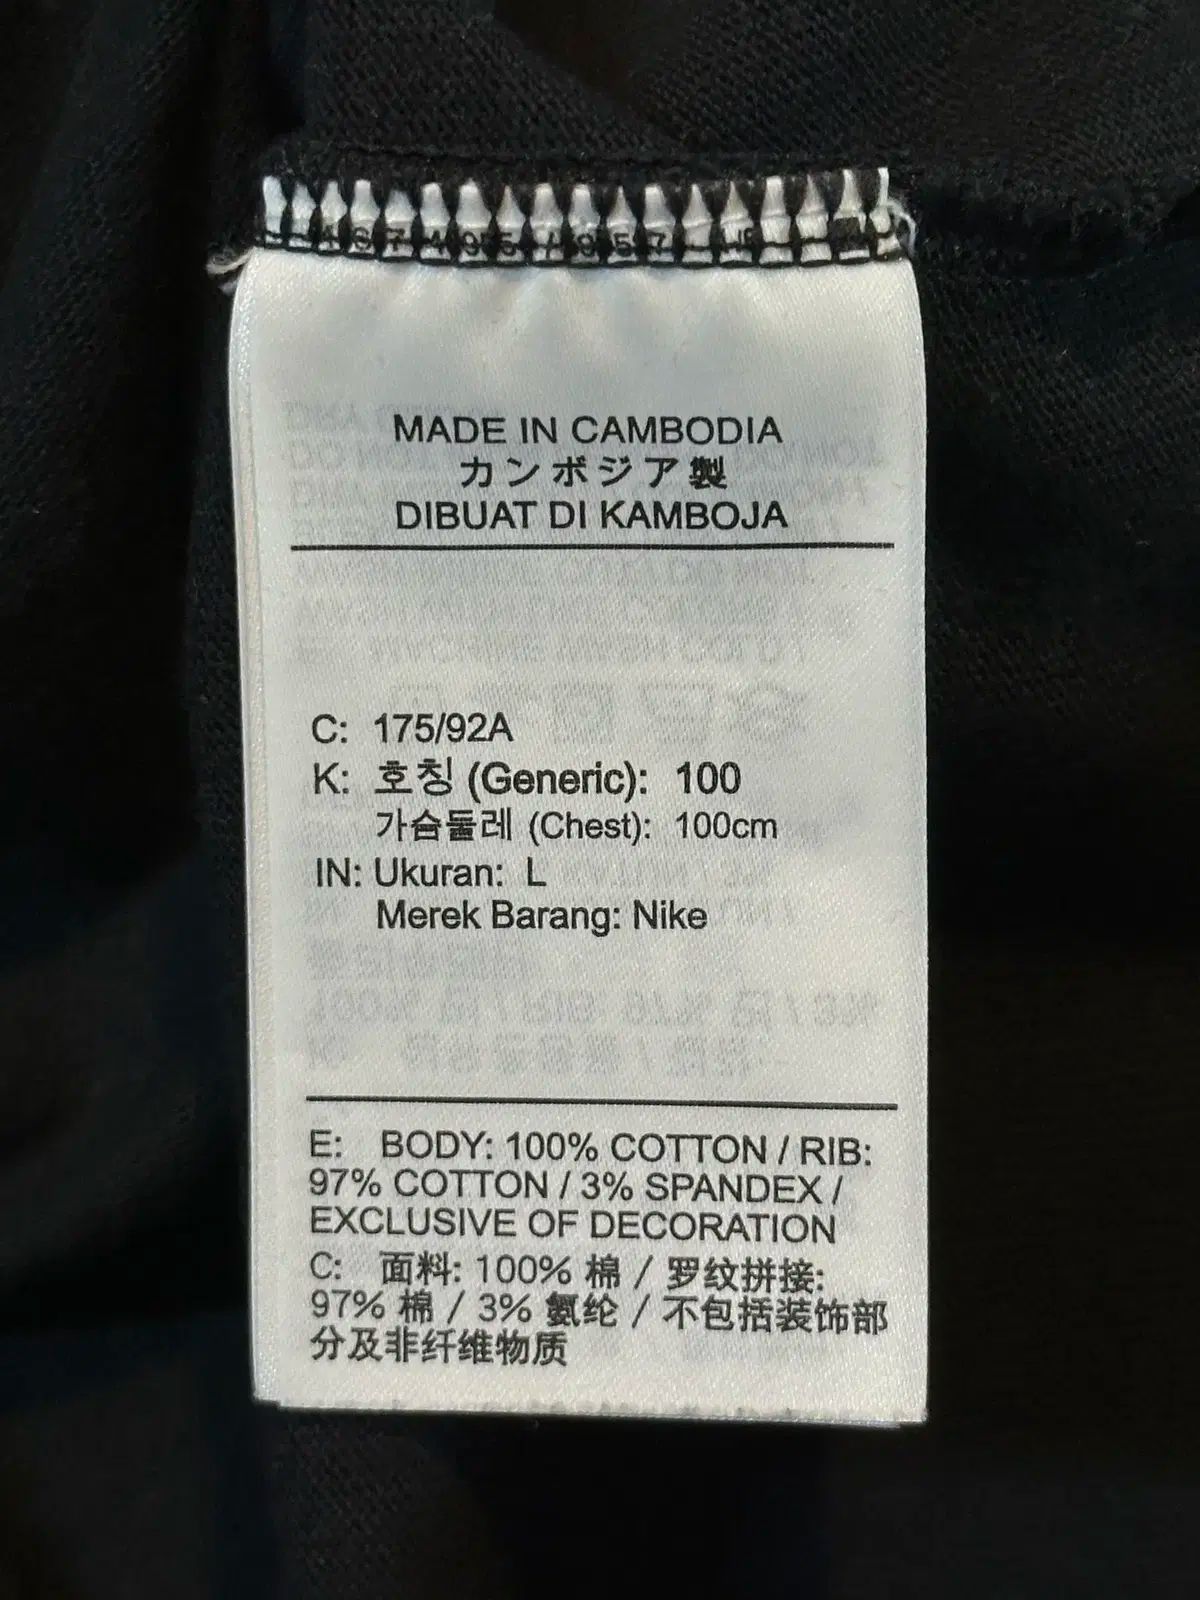 MADE IN CAMBODIA
カンボジア製
DIBUAT DI KAMBOJA
C: 175/92A
K: 호칭 (Generic): 100
가슴둘레 (Chest): 100cm
IN: Ukuran: L
Merek Barang: Nike
E: BODY: 100% COTTON / RIB:
97% COTTON / 3% SPANDEX /
EXCLUSIVE OF DECORATION
C: 面料: 100% 棉 / 罗纹拼接:
97% 棉 / 3% 氨纶 / 不包括装饰部
分及非纤维物质